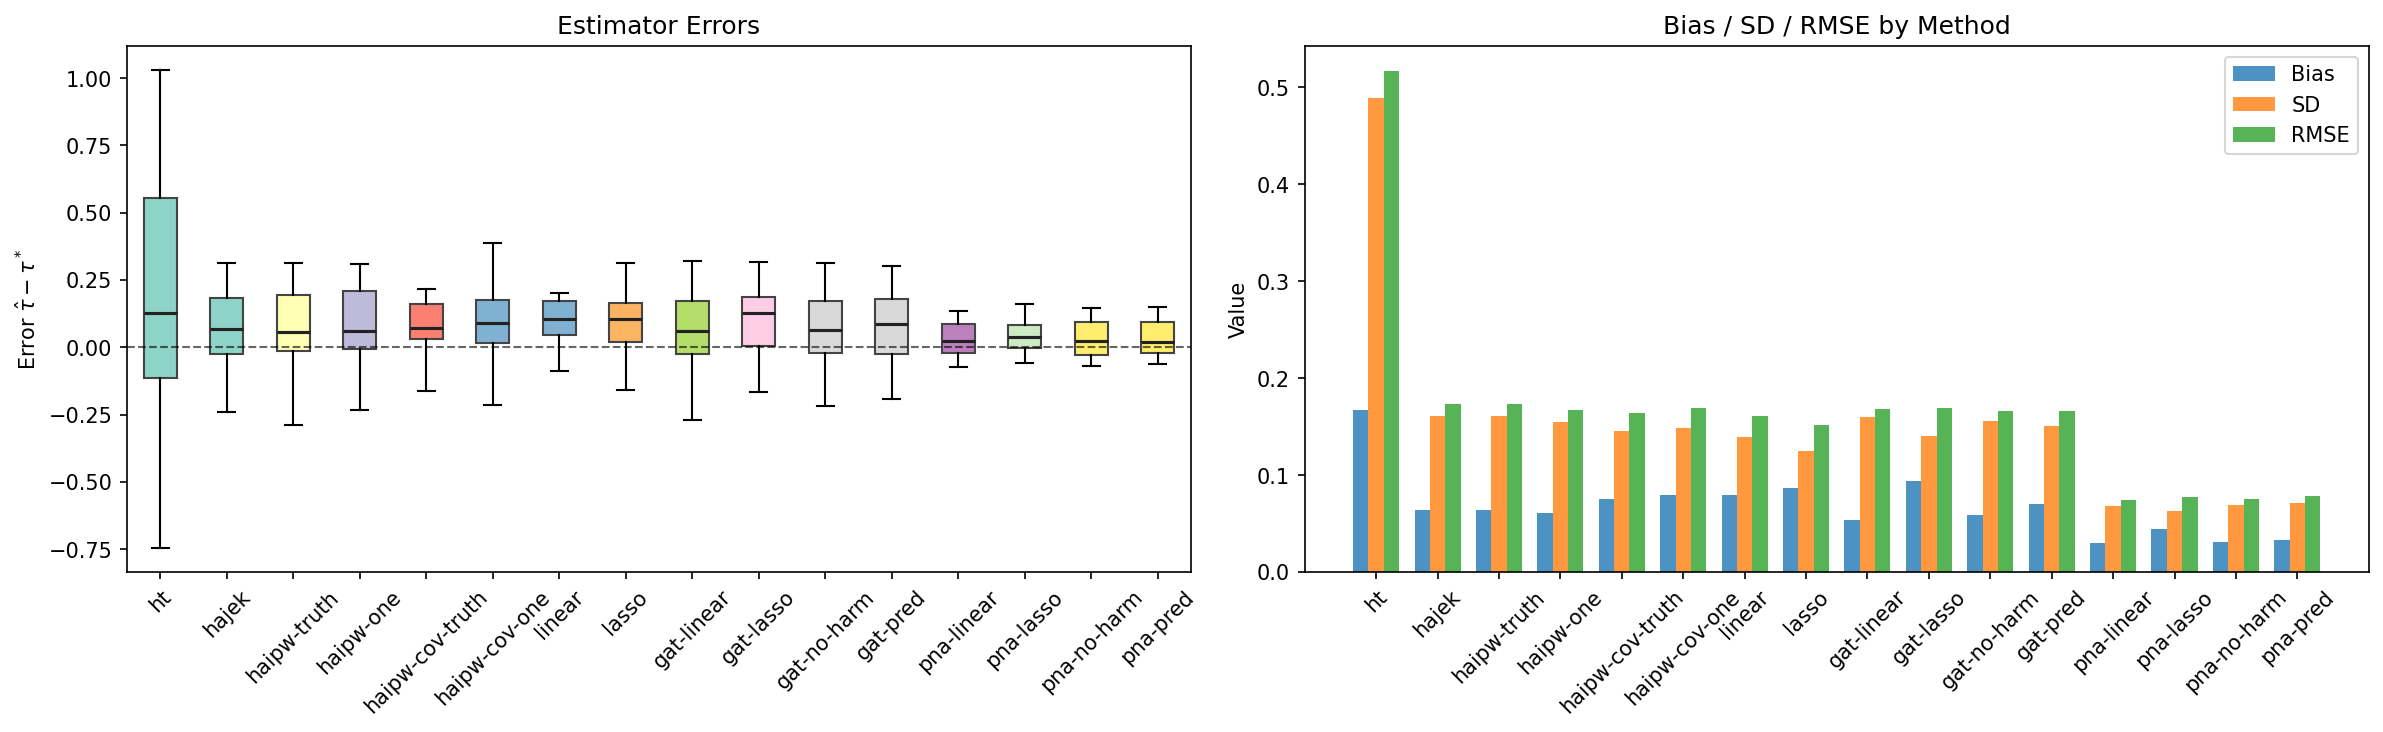 Estimator Errors
Error τ̂ − τ*
1.00
0.75
0.50
0.25
0.00
−0.25
−0.50
−0.75
ht
hajek
haipw-truth
haipw-one
haipw-cov-truth
haipw-cov-one
linear
lasso
gat-linear
gat-lasso
gat-no-harm
gat-pred
pna-linear
pna-lasso
pna-no-harm
pna-pred
Bias / SD / RMSE by Method
Value
0.5
0.4
0.3
0.2
0.1
0.0
Bias
SD
RMSE
ht
hajek
haipw-truth
haipw-one
haipw-cov-truth
haipw-cov-one
linear
lasso
gat-linear
gat-lasso
gat-no-harm
gat-pred
pna-linear
pna-lasso
pna-no-harm
pna-pred